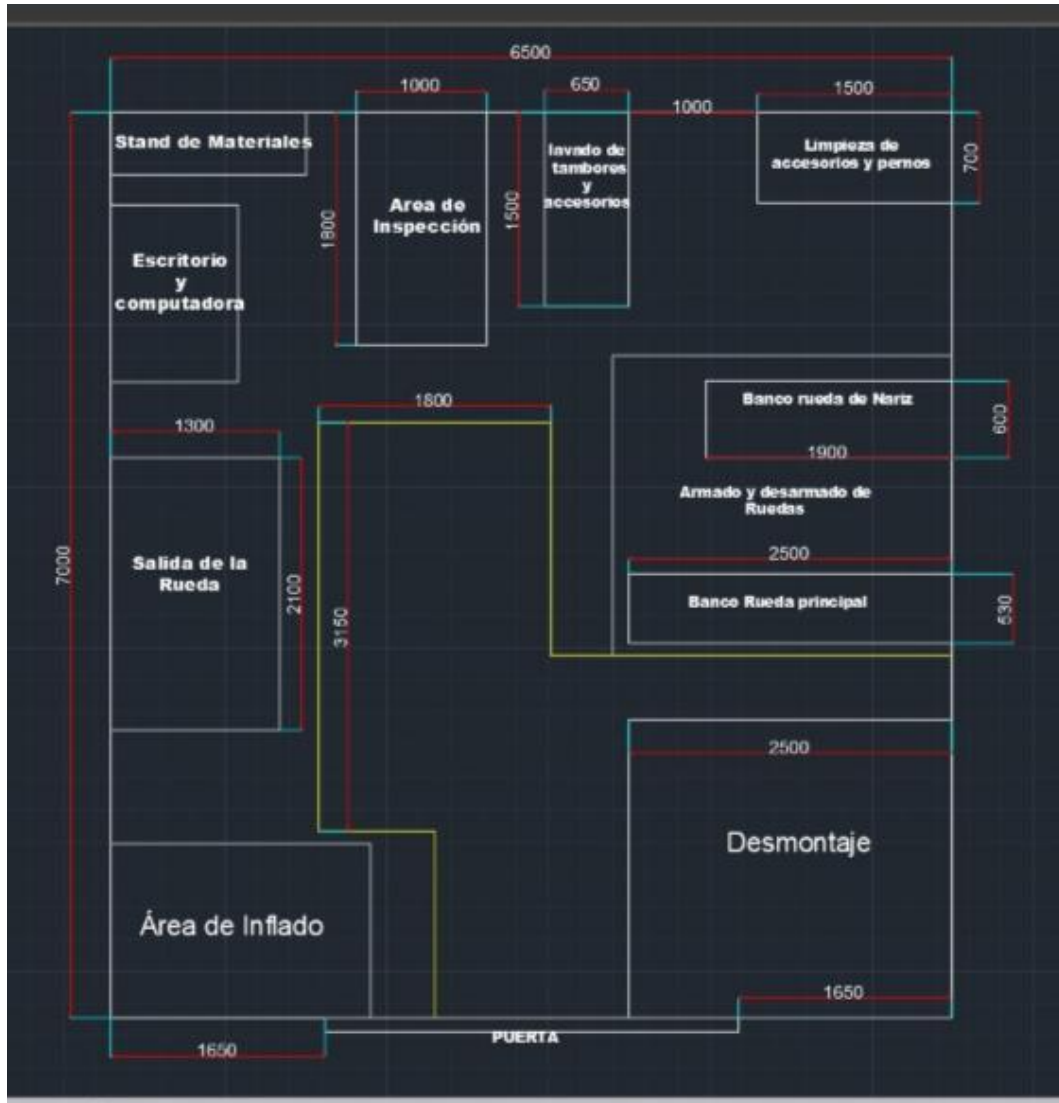 6500
1000
650
1500
1000
Stand de Materiales
lavado de
tambores
y
accesorios
Limpieza de
accesorios y pernos
700
Area de
Inspección
1800
1500
Escritorio
y
computadora
1800
1300
Banco rueda de Nariz
600
1900
Armado y desarmado de
Ruedas
7000
Salida de la
Rueda
2100
3150
2500
Banco Rueda principal
530
2500
Desmontaje
Área de Inflado
1650
PUERTA
1650